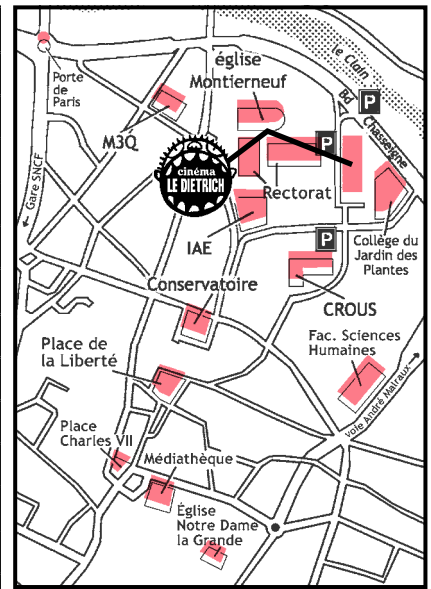 le Clain
Porte
de
Paris
église
Montierneuf
P
Bd Chasseigne
M3Q
P
cinéma
LE DIETRICH
Rectorat
← Gare SNCF
IAE
P
Collège du
Jardin des
Plantes
Conservatoire
CROUS
Place de
la Liberté
Fac. Sciences
Humaines
voie André Malraux
Place
Charles VII
Médiathèque
Église
Notre Dame
la Grande